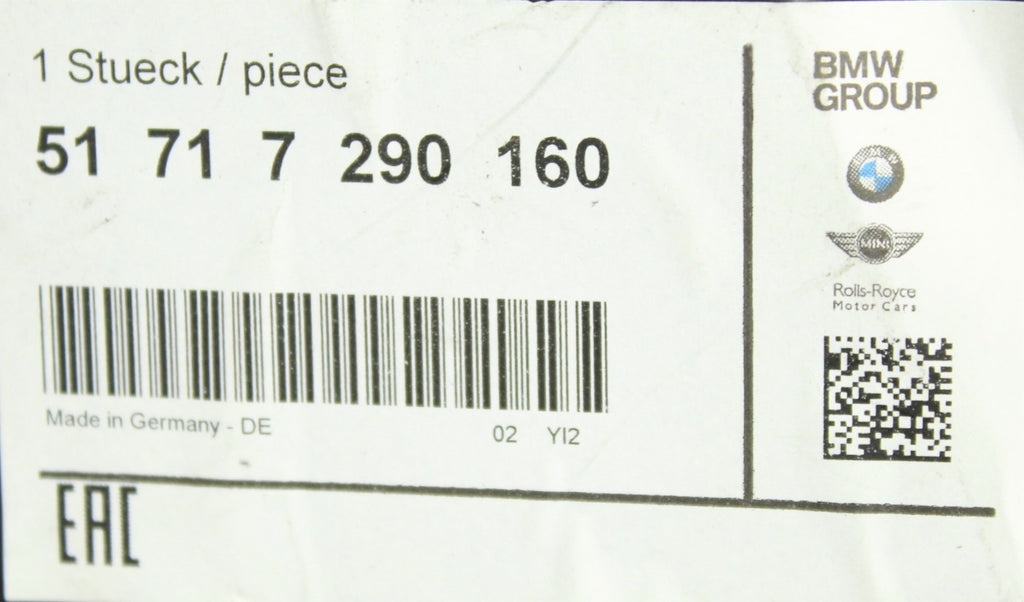 1 Stueck / piece
51 71 7 290 160
Made in Germany - DE
02 YI2
EAC
BMW
GROUP
BMW
MINI
Rolls-Royce
Motor Cars